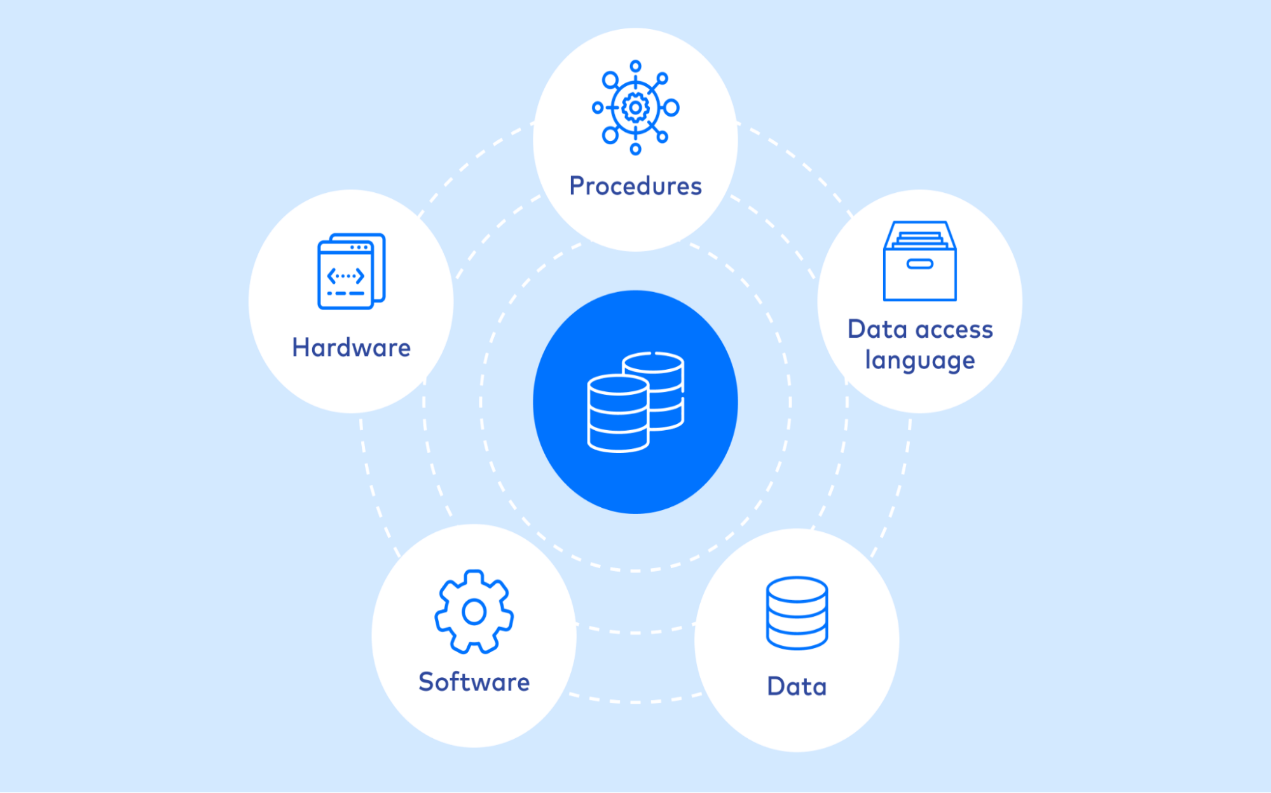 Procedures
Hardware
Data access
language
Software
Data